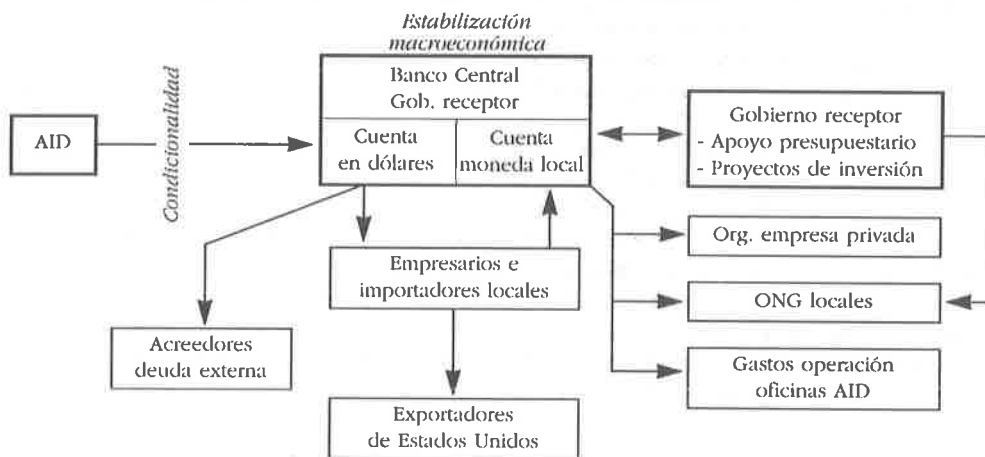 Estabilización
macroeconómica
Banco Central
Gob. receptor
Cuenta
en dólares
Cuenta
moneda local
AID
Condicionalidad
Gobierno receptor
- Apoyo presupuestario
- Proyectos de inversión
Org. empresa privada
Empresarios e
importadores locales
ONG locales
Acreedores
deuda externa
Gastos operación
oficinas AID
Exportadores
de Estados Unidos